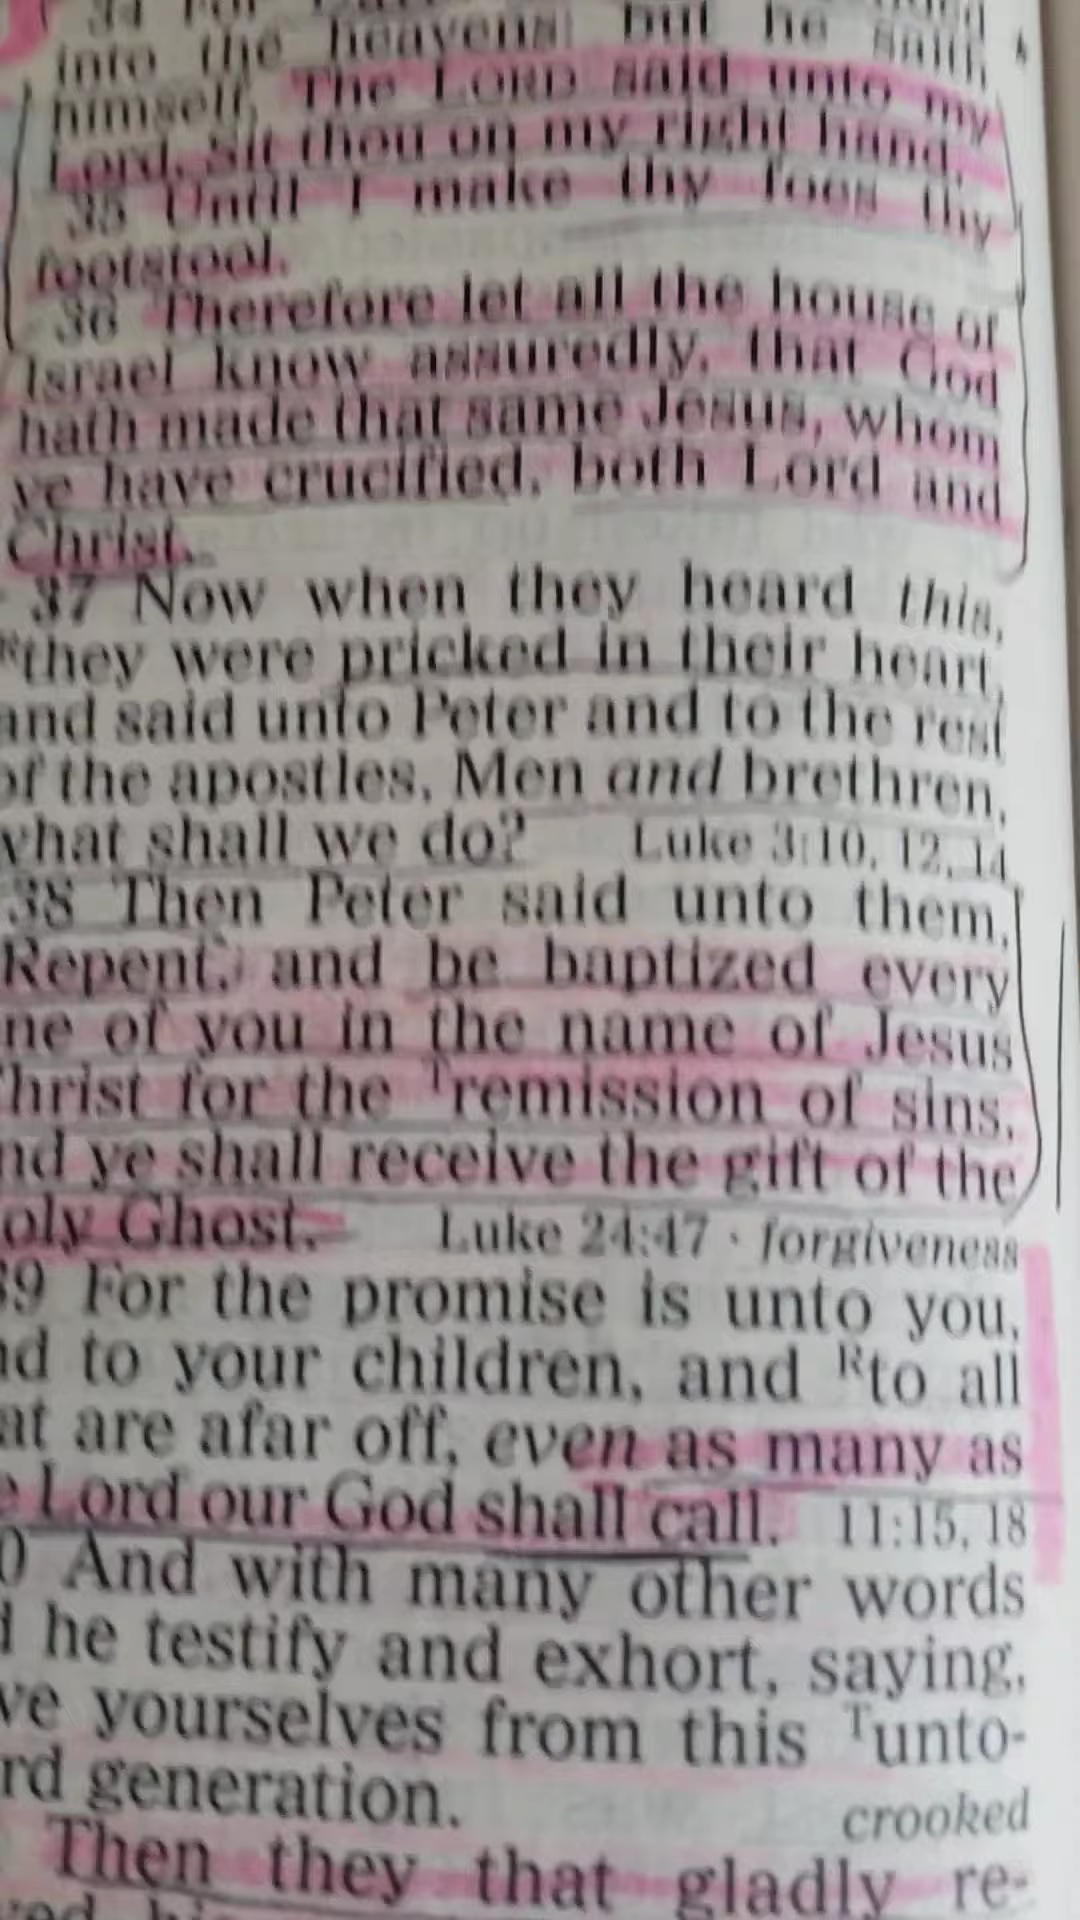 34 For
into the heavens: but he saith
himself, The LORD said unto my
Lord, Sit thou on my right hand,
35 Until I make thy foes thy
footstool.
36 Therefore let all the house of
Israel know assuredly, that God
hath made that same Jesus, whom
ye have crucified, both Lord and
Christ.
37 Now when they heard this,
R they were pricked in their heart,
and said unto Peter and to the rest
of the apostles, Men and brethren,
what shall we do? Luke 3:10, 12, 14
38 Then Peter said unto them,
Repent, and be baptized every
ne of you in the name of Jesus
hrist for the T remission of sins,
nd ye shall receive the gift of the
oly Ghost. Luke 24:47 · forgiveness
39 For the promise is unto you,
nd to your children, and R to all
at are afar off, even as many as
e Lord our God shall call. 11:15, 18
0 And with many other words
d he testify and exhort, saying,
ve yourselves from this T unto-
rd generation. crooked
Then they that gladly re-